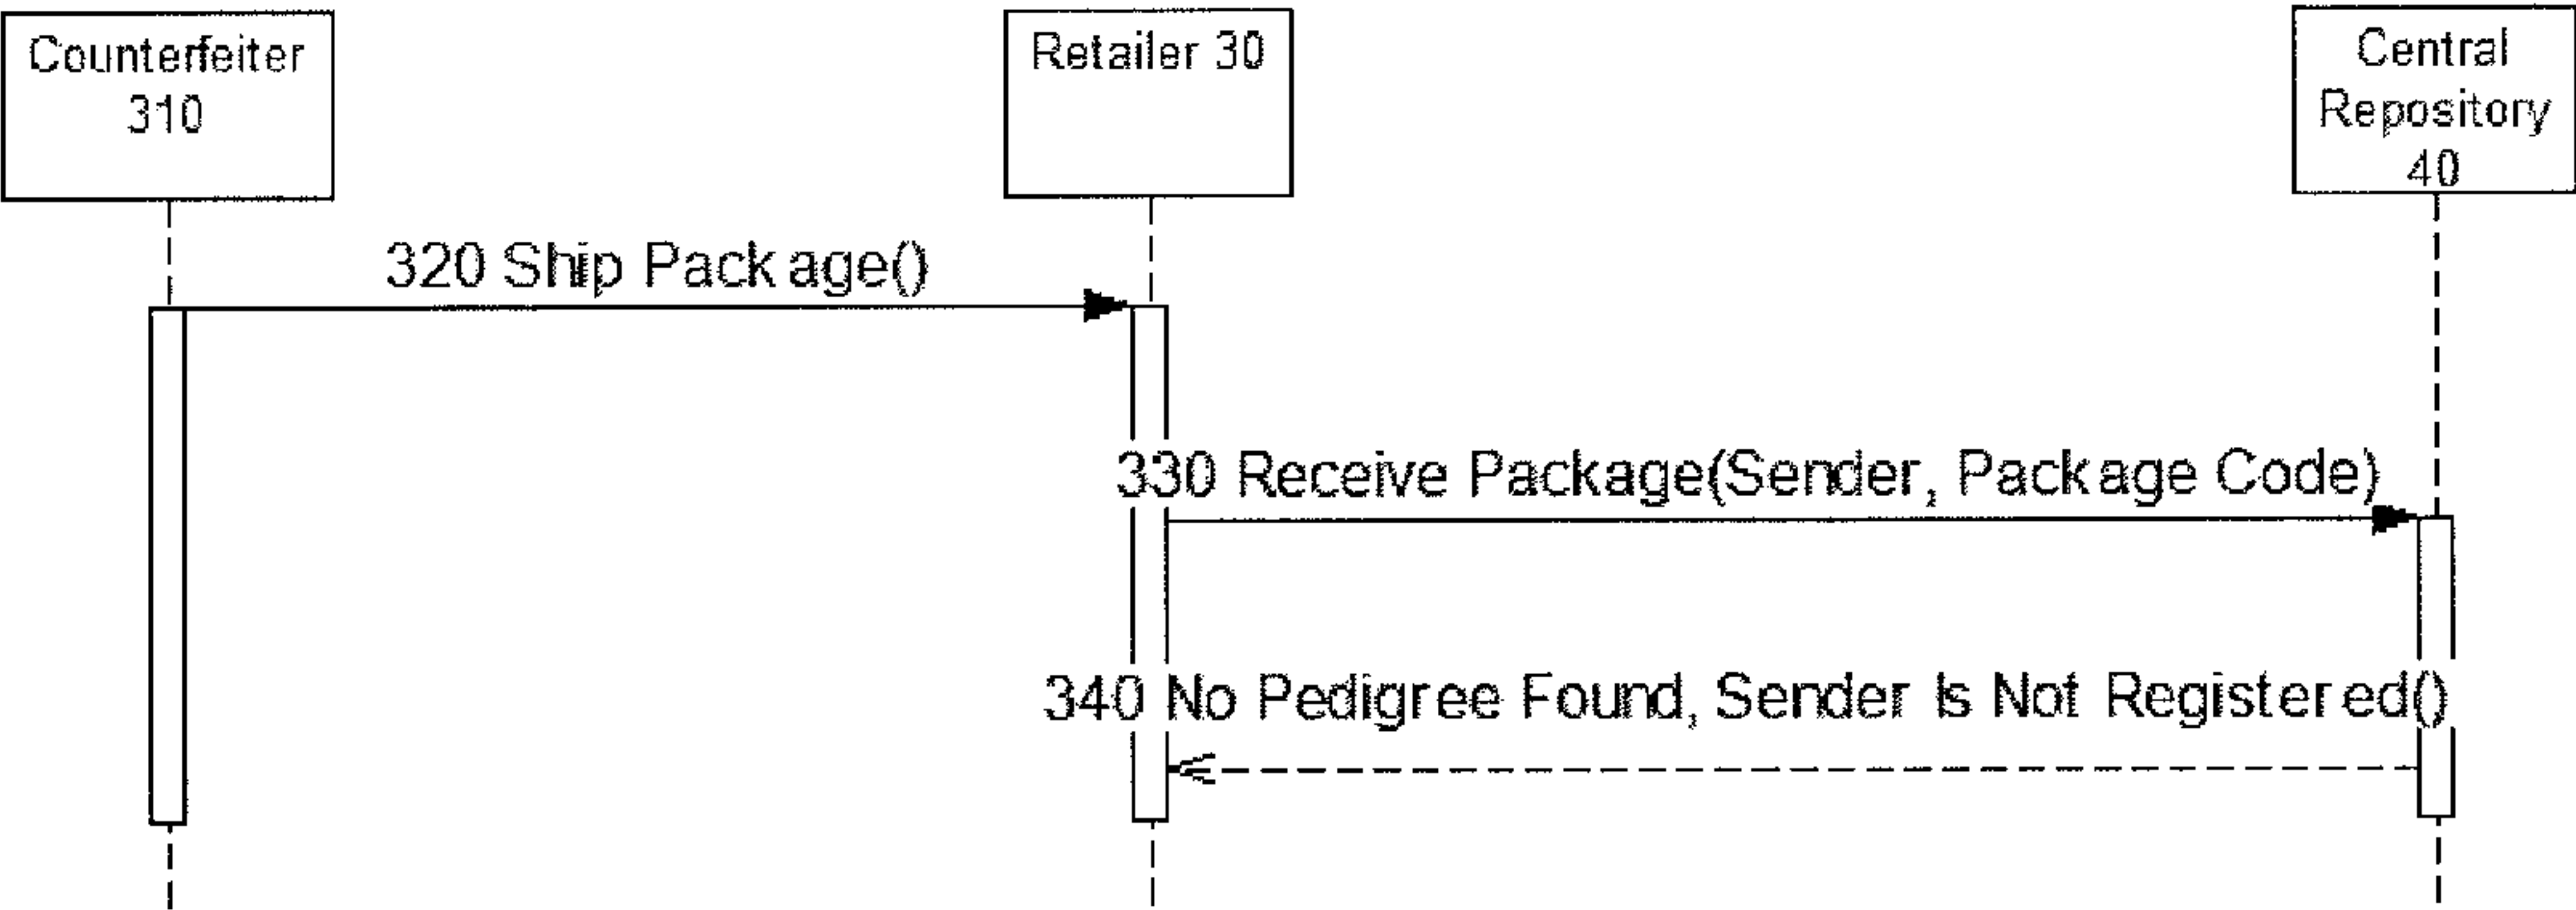 Counterfeiter
310
Retailer 30
Central
Repository
40
320 Ship Package()
330 Receive Package(Sender, Package Code)
340 No Pedigree Found, Sender Is Not Registered()